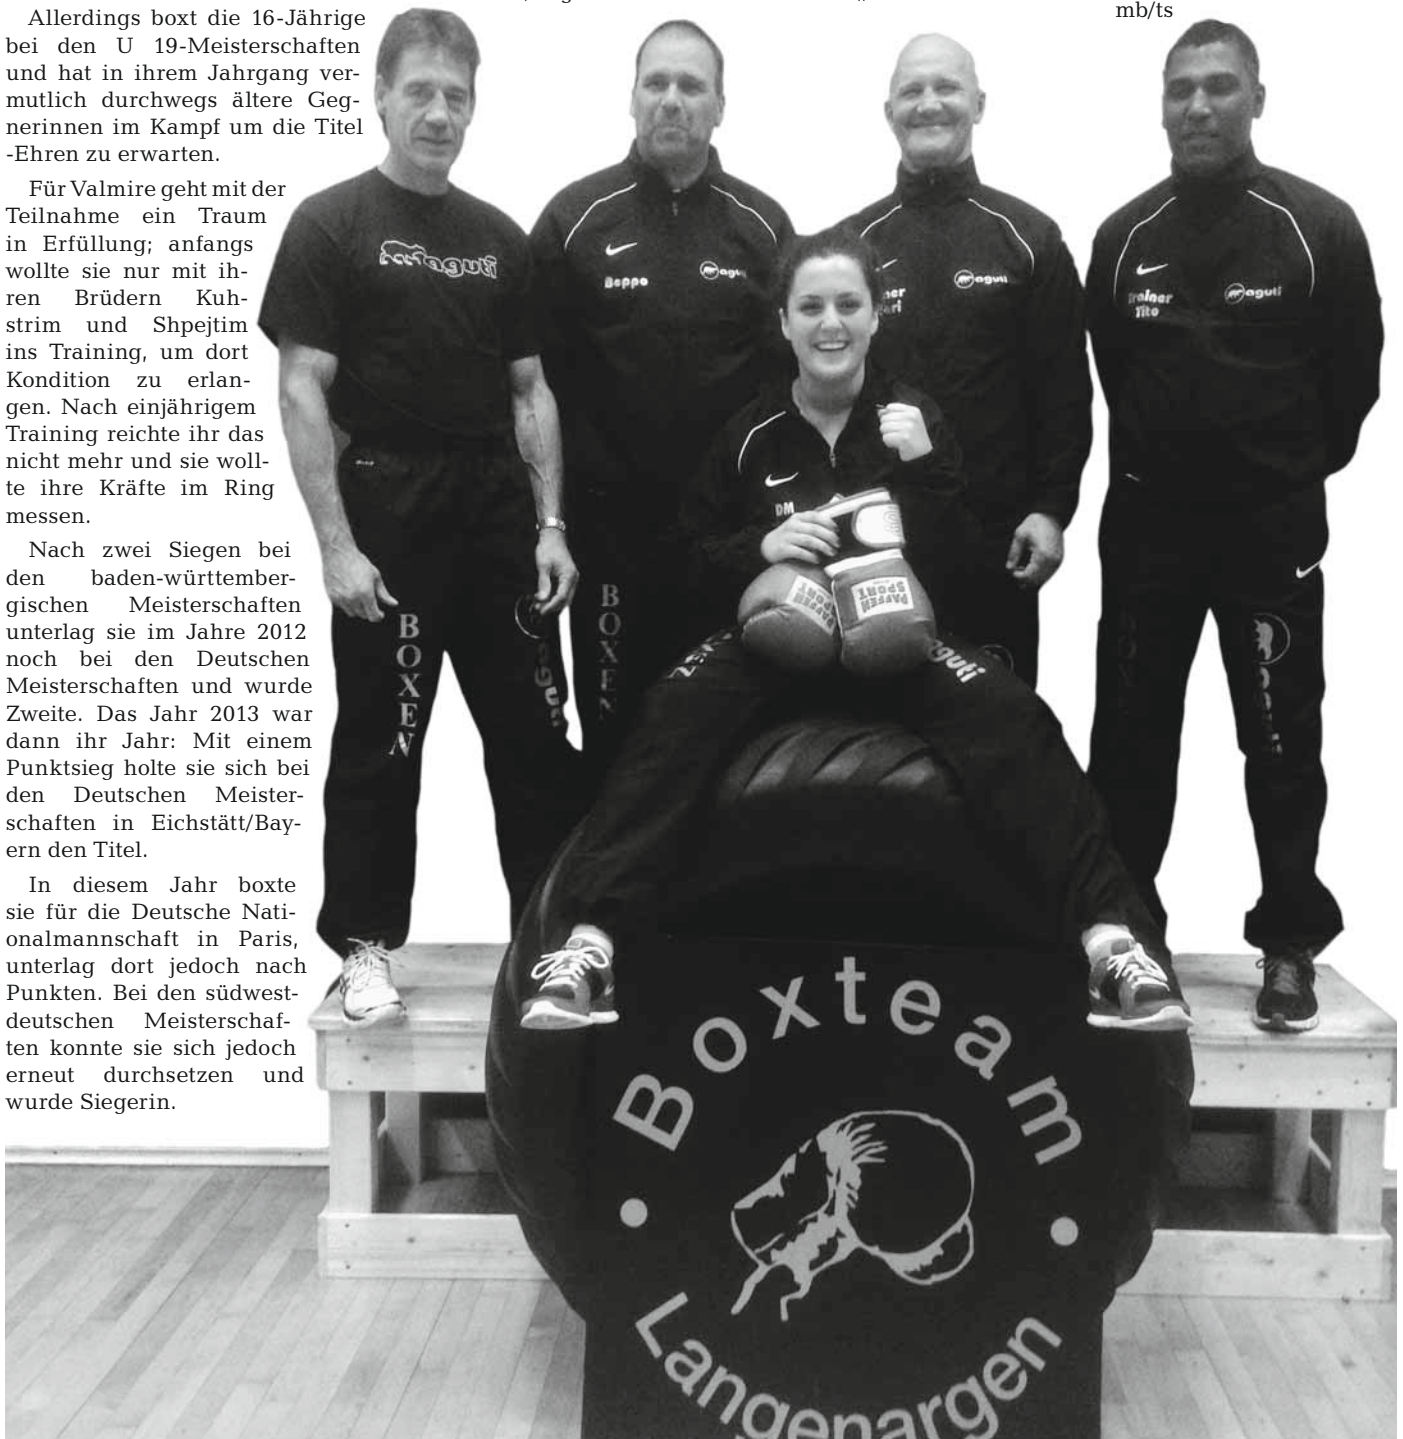 mb/ts
Allerdings boxt die 16-Jährige
bei den U 19-Meisterschaften
und hat in ihrem Jahrgang ver-
mutlich durchwegs ältere Geg-
nerinnen im Kampf um die Titel
-Ehren zu erwarten.
Für Valmire geht mit der
Teilnahme ein Traum
in Erfüllung; anfangs
wollte sie nur mit ih-
ren Brüdern Kuh-
strim und Shpejtim
ins Training, um dort
Kondition zu erlan-
gen. Nach einjährigem
Training reichte ihr das
nicht mehr und sie woll-
te ihre Kräfte im Ring
messen.
Nach zwei Siegen bei
den baden-württember-
gischen Meisterschaften
unterlag sie im Jahre 2012
noch bei den Deutschen
Meisterschaften und wurde
Zweite. Das Jahr 2013 war
dann ihr Jahr: Mit einem
Punktsieg holte sie sich bei
den Deutschen Meister-
schaften in Eichstätt/Bay-
ern den Titel.
In diesem Jahr boxte
sie für die Deutsche Nati-
onalmannschaft in Paris,
unterlag dort jedoch nach
Punkten. Bei den südwest-
deutschen Meisterschaf-
ten konnte sie sich jedoch
erneut durchsetzen und
wurde Siegerin.
aguti
Beppo
aguti
aguti
Trainer
Tito
aguti
DM
PAFFEN
SPORT
PAFFEN
SPORT
BOXEN
BOXEN
aguti
aguti
Boxteam
Langenargen